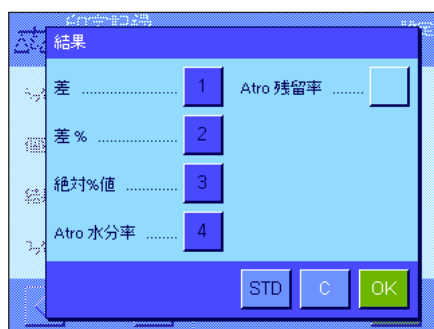 結果
差 .................... 1
差 % ................ 2
絶対%値 ............ 3
Atro 水分率 ........ 4
Atro 残留率 ........
STD C OK